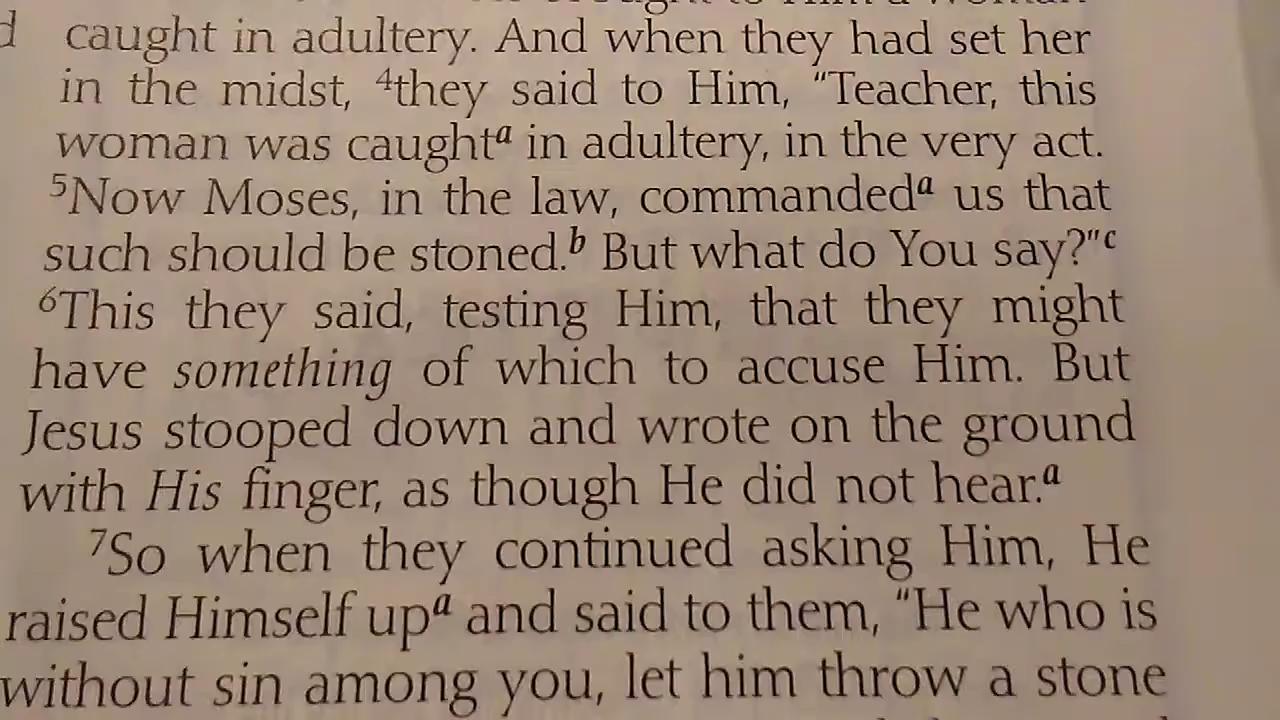 caught in adultery. And when they had set her
in the midst, ⁴they said to Him, “Teacher, this
woman was caughtᵃ in adultery, in the very act.
⁵Now Moses, in the law, commandedᵃ us that
such should be stoned.ᵇ But what do You say?”ᶜ
⁶This they said, testing Him, that they might
have something of which to accuse Him. But
Jesus stooped down and wrote on the ground
with His finger, as though He did not hear.ᵃ
⁷So when they continued asking Him, He
raised Himself upᵃ and said to them, “He who is
without sin among you, let him throw a stone